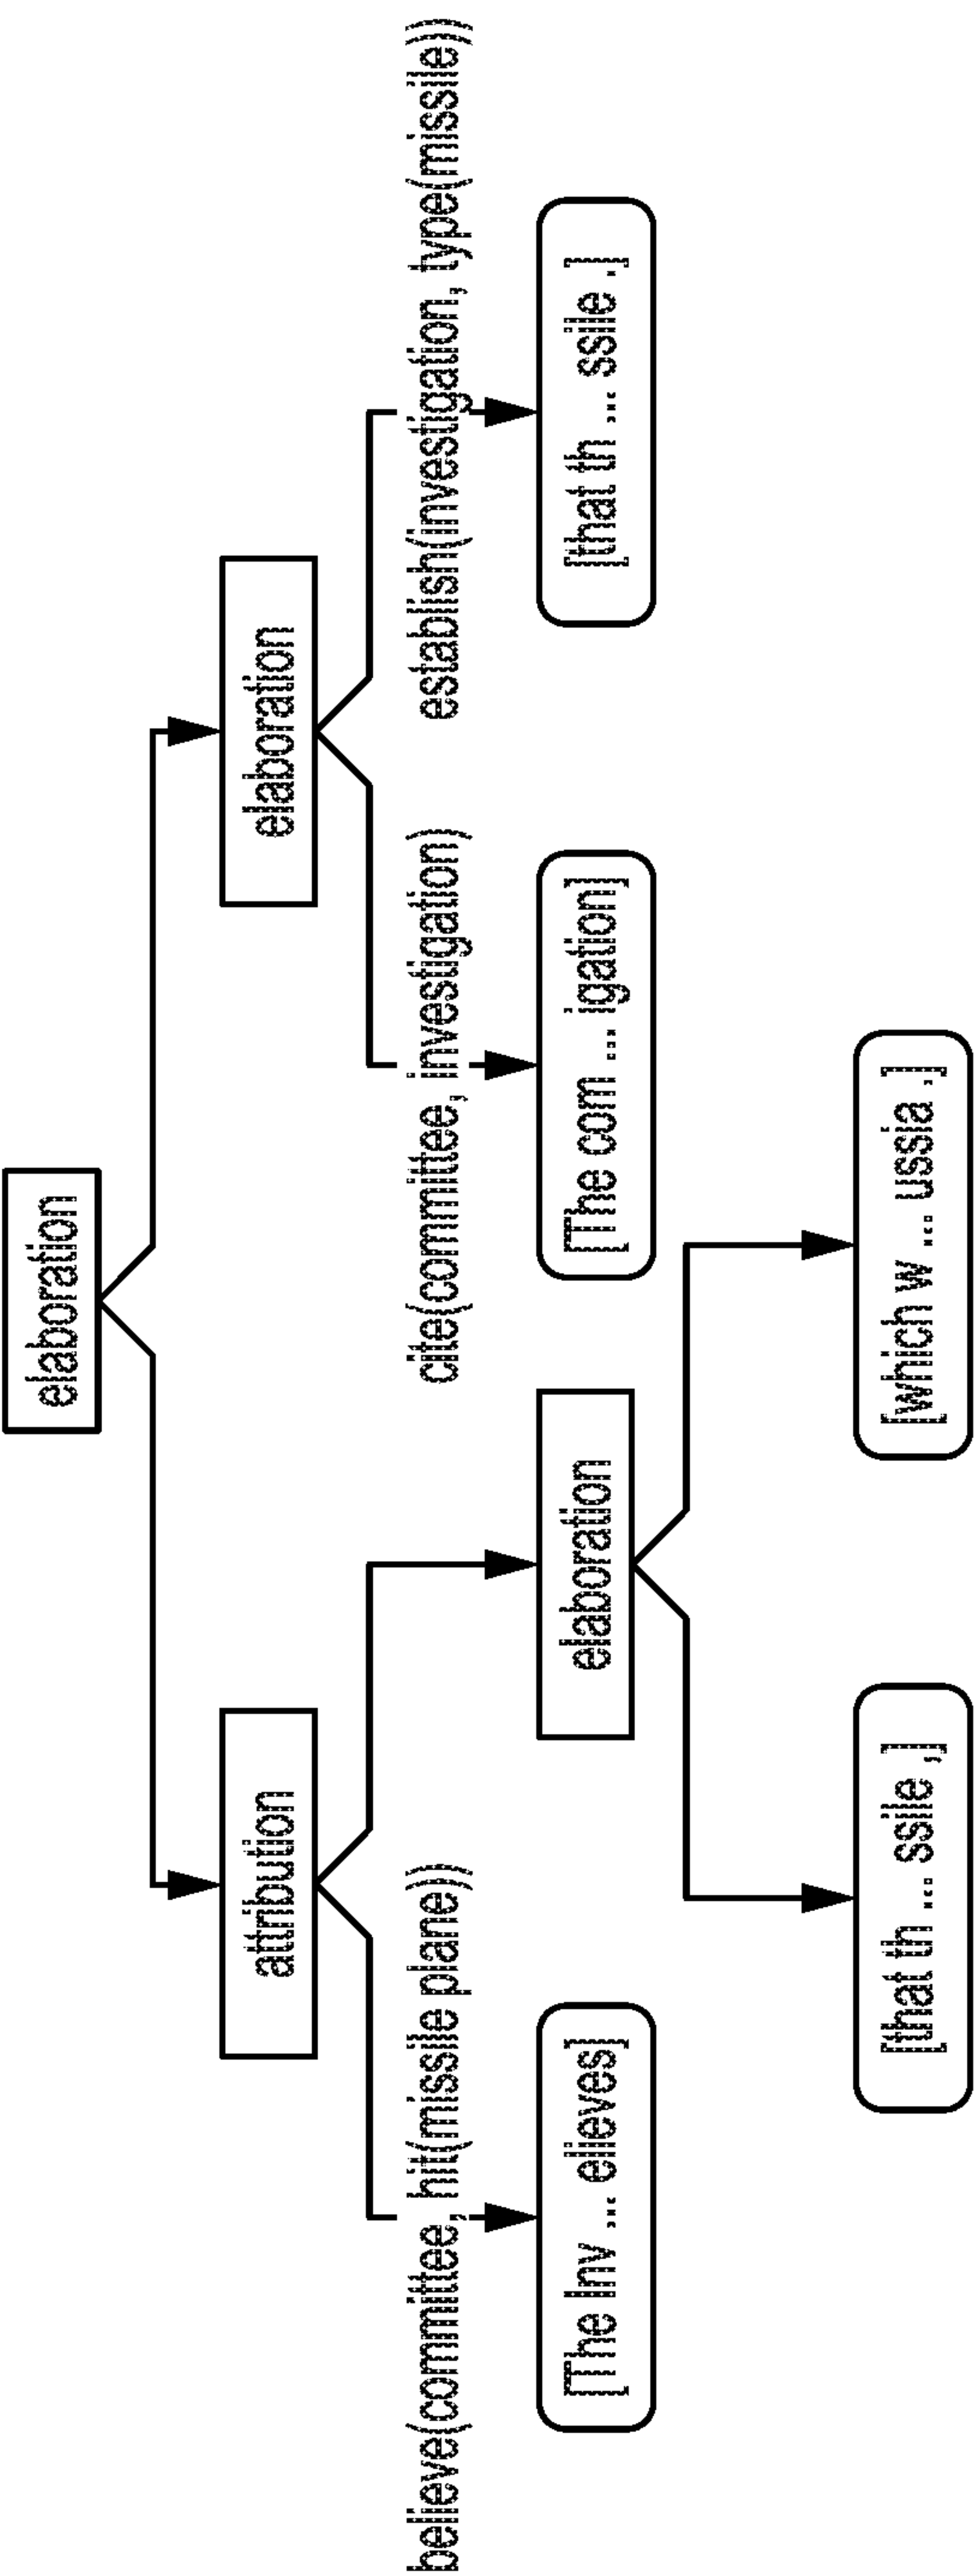 elaboration
attribution
elaboration
believe(committee, hit(missile plane))
cite(committee, investigation)
establish(investigation, type(missile))
[The Inv ... elieves]
elaboration
[The com ... igation]
[that th ... ssile .]
[that th ... ssile ,]
[which w ... ussia .]